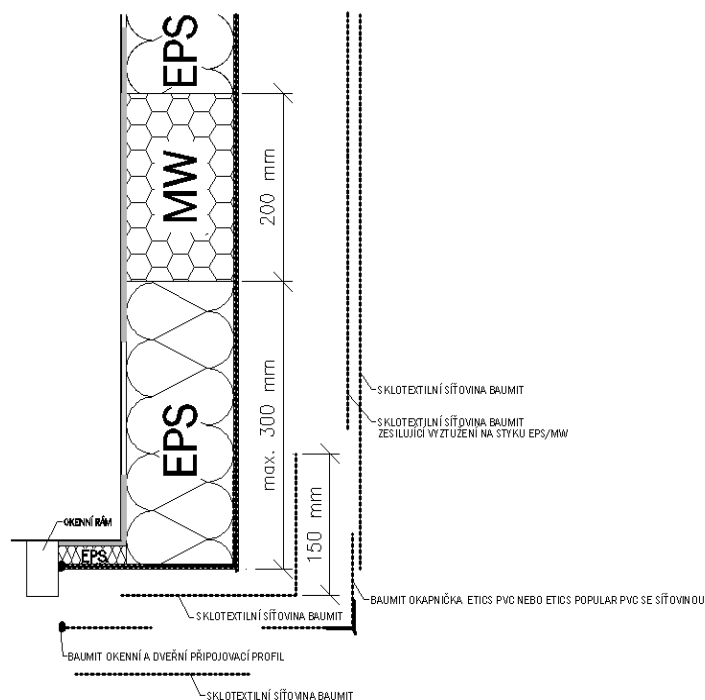 EPS
MW
200 mm
EPS
max. 300 mm
150 mm
SKLOTEXTILNÍ SÍŤOVINA BAUMIT
SKLOTEXTILNÍ SÍŤOVINA BAUMIT
ZESILUJÍCÍ VYZTUŽENÍ NA STYKU EPS/MW
OKENNÍ RÁM
EPS
BAUMIT OKAPNIČKA ETICS PVC NEBO ETICS POPULAR PVC SE SÍŤOVINOU
SKLOTEXTILNÍ SÍŤOVINA BAUMIT
BAUMIT OKENNÍ A DVEŘNÍ PŘIPOJOVACÍ PROFIL
SKLOTEXTILNÍ SÍŤOVINA BAUMIT